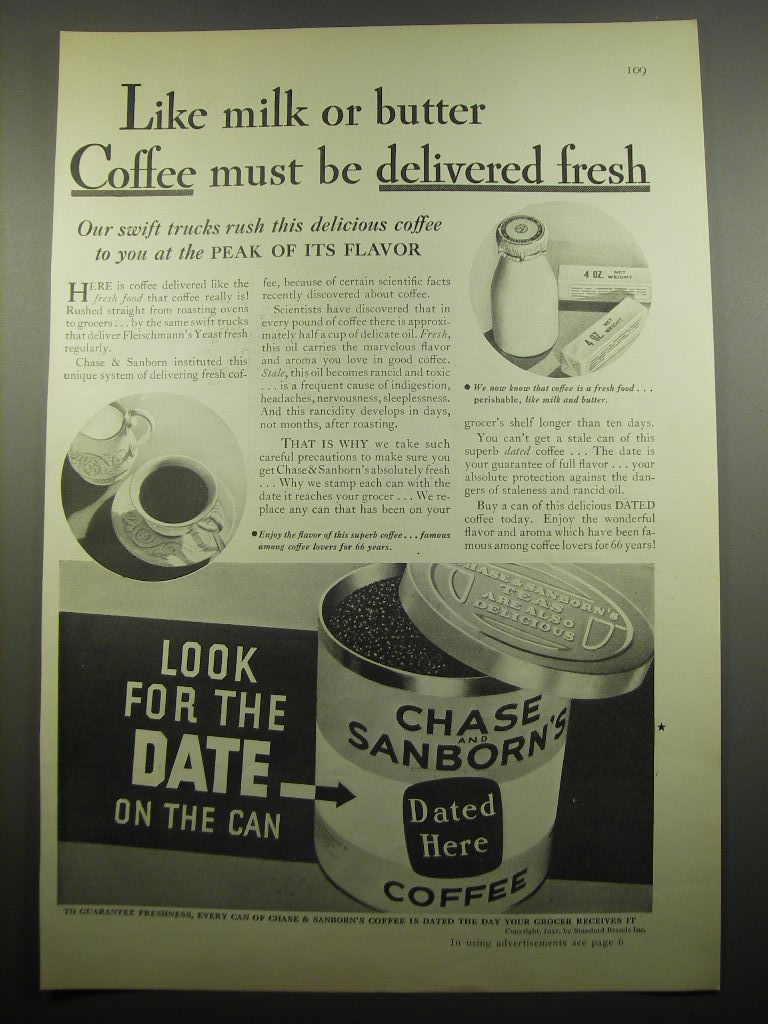 109
Like milk or butter
Coffee must be delivered fresh
Our swift trucks rush this delicious coffee
to you at the PEAK OF ITS FLAVOR
HERE is coffee delivered like the
fresh food that coffee really is!
Rushed straight from roasting ovens
to grocers . . . by the same swift trucks
that deliver Fleischmann's Yeast fresh
regularly.
Chase & Sanborn instituted this
unique system of delivering fresh cof-
fee, because of certain scientific facts
recently discovered about coffee.
Scientists have discovered that in
every pound of coffee there is approxi-
mately half a cup of delicate oil. Fresh,
this oil carries the marvelous flavor
and aroma you love in good coffee.
Stale, this oil becomes rancid and toxic
. . . is a frequent cause of indigestion,
headaches, nervousness, sleeplessness.
And this rancidity develops in days,
not months, after roasting.
THAT IS WHY we take such
careful precautions to make sure you
get Chase & Sanborn's absolutely fresh
. . . Why we stamp each can with the
date it reaches your grocer . . . We re-
place any can that has been on your
• Enjoy the flavor of this superb coffee . . . famous
among coffee lovers for 66 years.
4 OZ. NET WEIGHT
4 OZ. NET WEIGHT
• We now know that coffee is a fresh food . . .
perishable, like milk and butter.
grocer's shelf longer than ten days.
You can't get a stale can of this
superb dated coffee . . . The date is
your guarantee of full flavor . . . your
absolute protection against the dan-
gers of staleness and rancid oil.
Buy a can of this delicious DATED
coffee today. Enjoy the wonderful
flavor and aroma which have been fa-
mous among coffee lovers for 66 years!
LOOK
FOR THE
DATE
ON THE CAN
CHASE & SANBORN'S
TEAS
ARE ALSO
DELICIOUS
CHASE
AND
SANBORN'S
Dated
Here
COFFEE
TO GUARANTEE FRESHNESS, EVERY CAN OF CHASE & SANBORN'S COFFEE IS DATED THE DAY YOUR GROCER RECEIVES IT
Copyright, 1932, by Standard Brands Inc.
In using advertisements see page 6